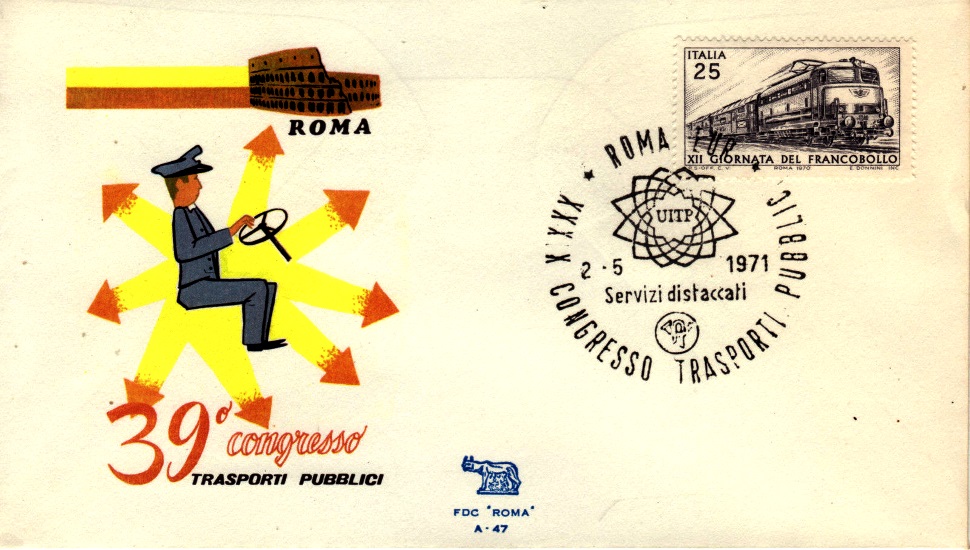 ROMA
39° congresso
TRASPORTI PUBBLICI
ITALIA
25
XII GIORNATA DEL FRANCOBOLLO
ROMA 1970
E. DONNINI INC.
ROMA EUR
XXXIX CONGRESSO TRASPORTI PUBBLICI
UITP
2-5 1971
Servizi distaccati
FDC "ROMA"
A-47